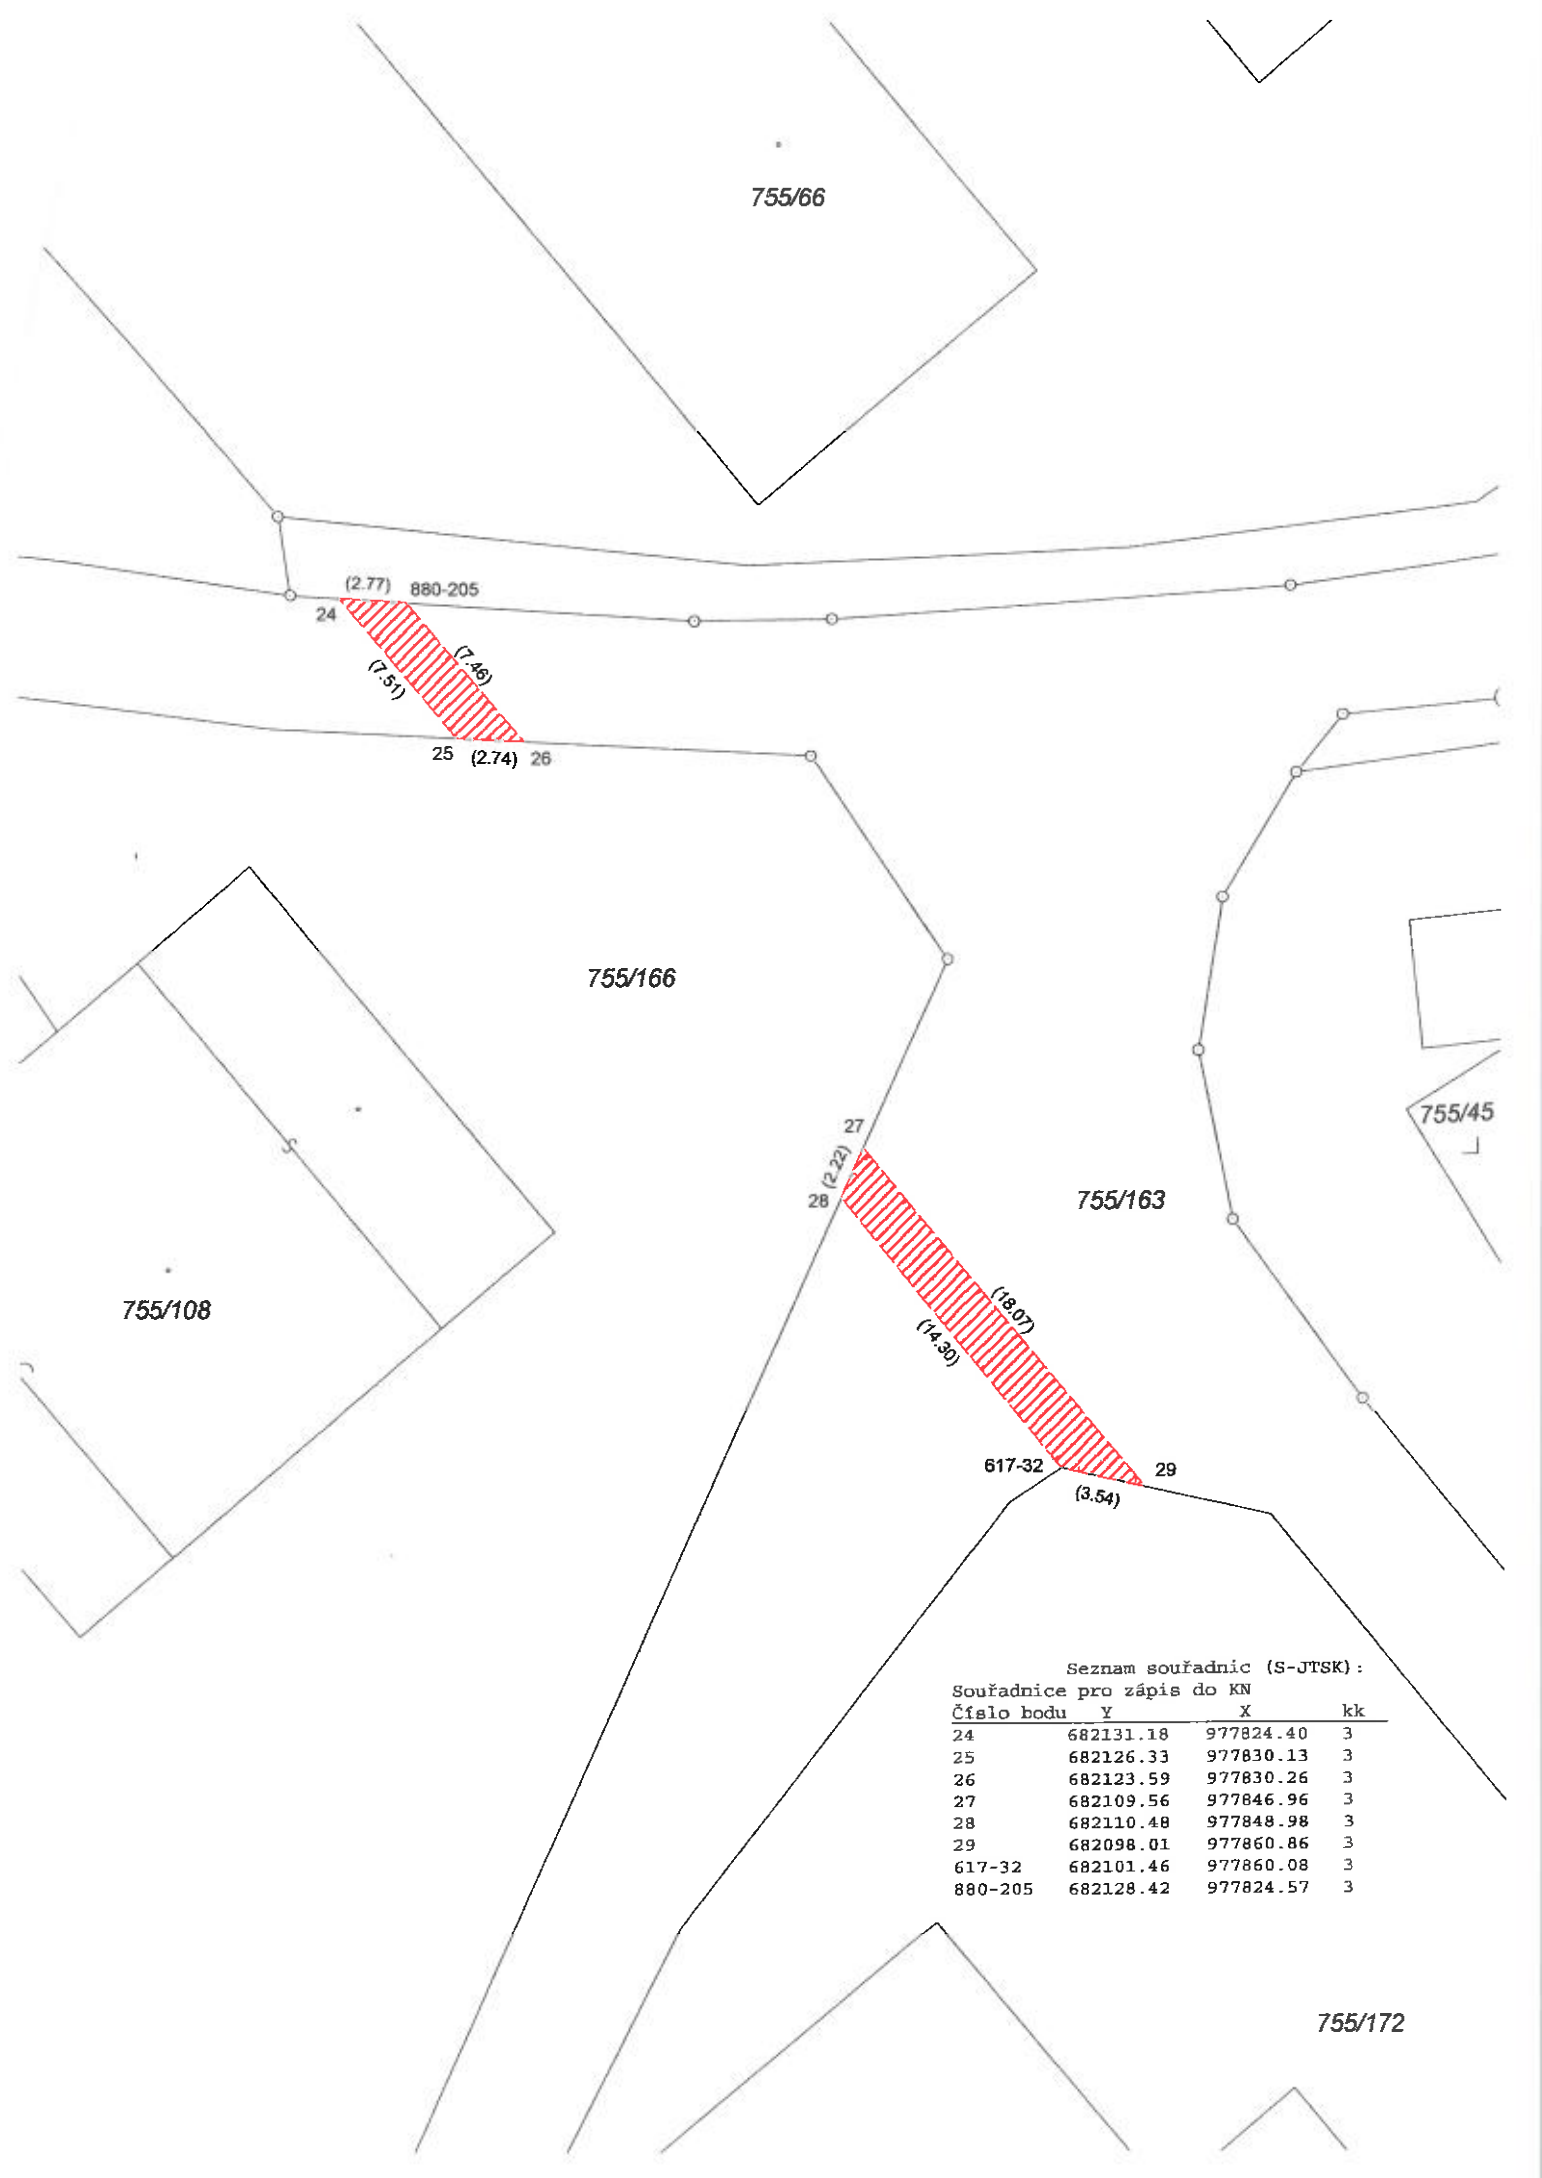 755/66
(2.77) 880-205
24
(7.46)
(7.51)
25 (2.74) 26
755/166
27
755/45
(2.22)
28
755/163
755/108
(18.07)
(14.30)
617-32
29
(3.54)
Seznam souřadnic (S-JTSK):
Souřadnice pro zápis do KN
Číslo bodu Y X kk
24 682131.18 977824.40 3
25 682126.33 977830.13 3
26 682123.59 977830.26 3
27 682109.56 977846.96 3
28 682110.48 977848.98 3
29 682098.01 977860.86 3
617-32 682101.46 977860.08 3
880-205 682128.42 977824.57 3
755/172